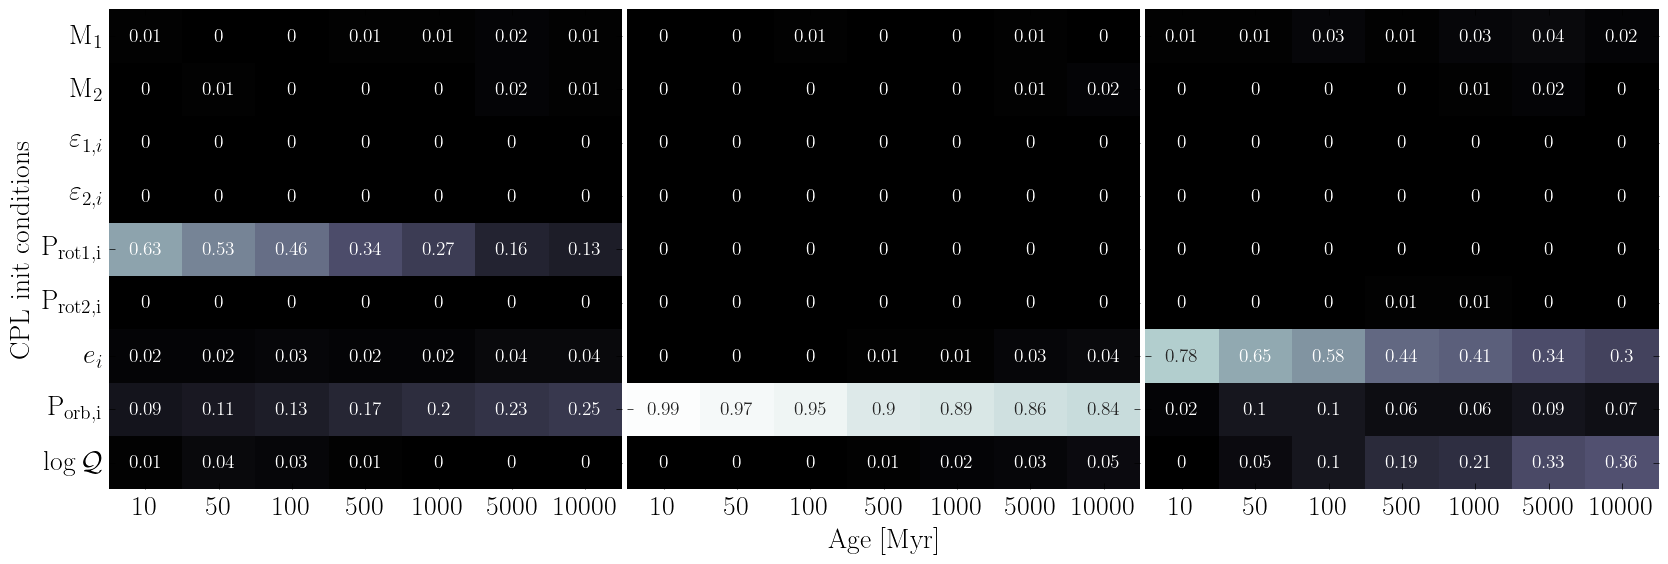 CPL init conditions
M₁ 0.01 0 0 0.01 0.01 0.02 0.01 0 0 0.01 0 0 0.01 0 0.01 0.01 0.03 0.01 0.03 0.04 0.02
M₂ 0 0.01 0 0 0 0.02 0.01 0 0 0 0 0 0.01 0.02 0 0 0 0 0.01 0.02 0
ε₁,ᵢ 0 0 0 0 0 0 0 0 0 0 0 0 0 0 0 0 0 0 0 0 0
ε₂,ᵢ 0 0 0 0 0 0 0 0 0 0 0 0 0 0 0 0 0 0 0 0 0
P_rot1,i 0.63 0.53 0.46 0.34 0.27 0.16 0.13 0 0 0 0 0 0 0 0 0 0 0 0 0 0
P_rot2,i 0 0 0 0 0 0 0 0 0 0 0 0 0 0 0 0 0 0.01 0.01 0 0
eᵢ 0.02 0.02 0.03 0.02 0.02 0.04 0.04 0 0 0 0.01 0.01 0.03 0.04 0.78 0.65 0.58 0.44 0.41 0.34 0.3
P_orb,i 0.09 0.11 0.13 0.17 0.2 0.23 0.25 0.99 0.97 0.95 0.9 0.89 0.86 0.84 0.02 0.1 0.1 0.06 0.06 0.09 0.07
log 𝒬 0.01 0.04 0.03 0.01 0 0 0 0 0 0 0.01 0.02 0.03 0.05 0 0.05 0.1 0.19 0.21 0.33 0.36
10 50 100 500 1000 5000 10000 10 50 100 500 1000 5000 10000 10 50 100 500 1000 5000 10000
Age [Myr]